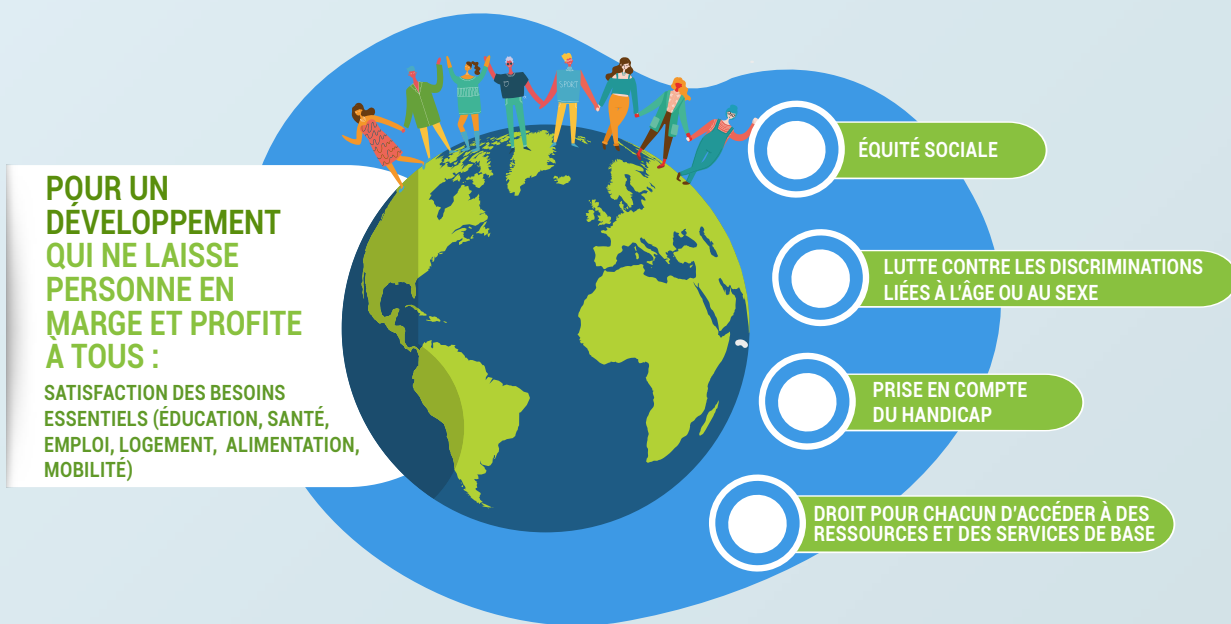 POUR UN
DÉVELOPPEMENT
QUI NE LAISSE
PERSONNE EN
MARGE ET PROFITE
À TOUS :
SATISFACTION DES BESOINS
ESSENTIELS (ÉDUCATION, SANTÉ,
EMPLOI, LOGEMENT, ALIMENTATION,
MOBILITÉ)
SPORT
ÉQUITÉ SOCIALE
LUTTE CONTRE LES DISCRIMINATIONS
LIÉES À L'ÂGE OU AU SEXE
PRISE EN COMPTE
DU HANDICAP
DROIT POUR CHACUN D'ACCÉDER À DES
RESSOURCES ET DES SERVICES DE BASE